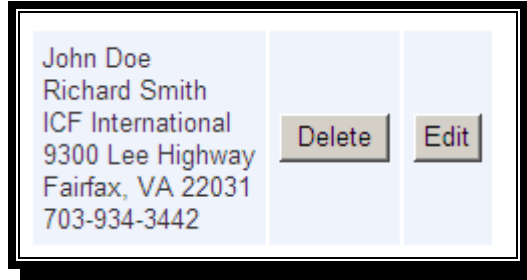 John Doe
Richard Smith
ICF International
9300 Lee Highway
Fairfax, VA 22031
703-934-3442
Delete
Edit